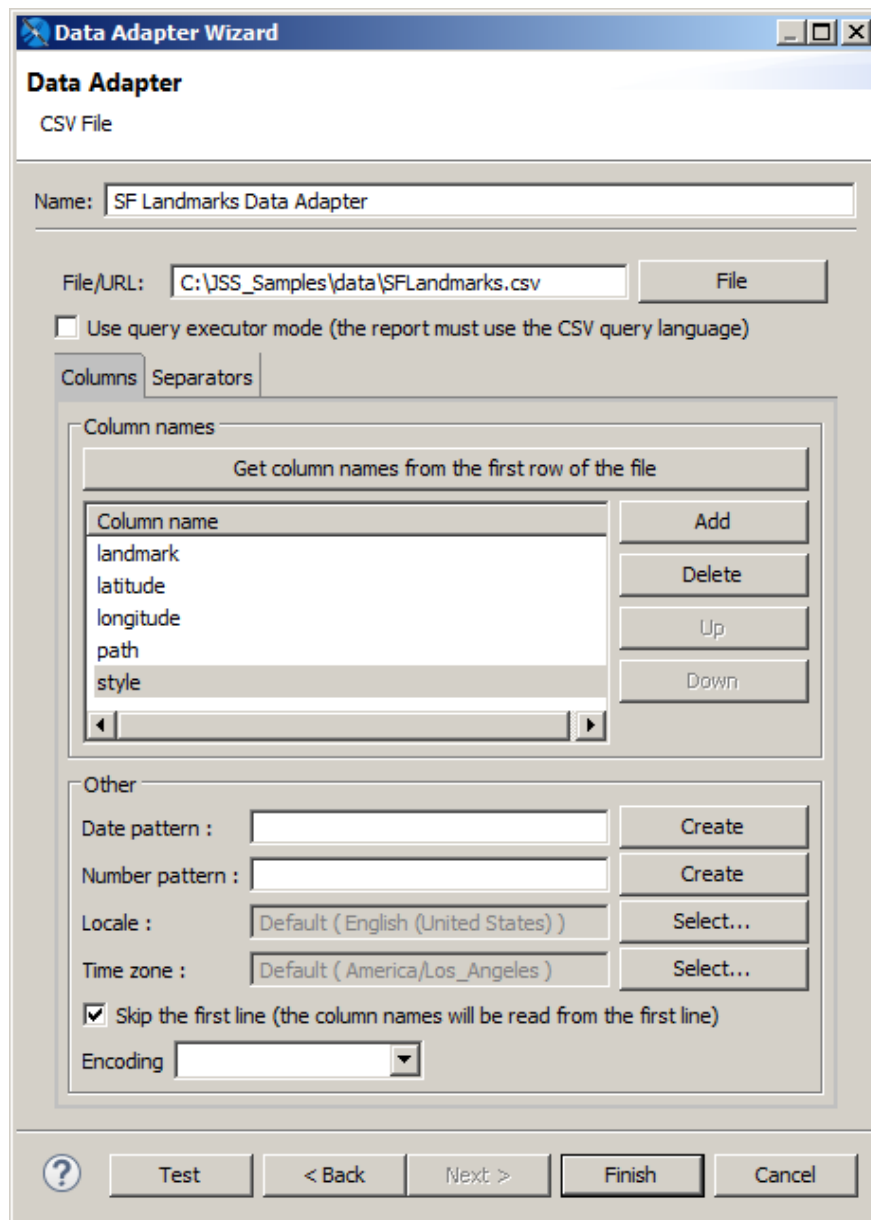 Data Adapter Wizard
Data Adapter
CSV File
Name: SF Landmarks Data Adapter
File/URL: C:\JSS_Samples\data\SFLandmarks.csv File
Use query executor mode (the report must use the CSV query language)
Columns Separators
Column names
Get column names from the first row of the file
Column name Add
landmark
latitude Delete
longitude Up
path
style Down
Other
Date pattern : Create
Number pattern : Create
Locale : Default ( English (United States) ) Select...
Time zone : Default ( America/Los_Angeles ) Select...
Skip the first line (the column names will be read from the first line)
Encoding
? Test < Back Next > Finish Cancel